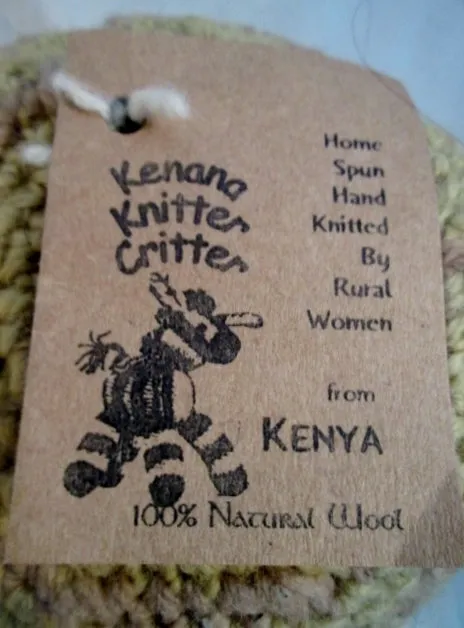 Kenana
Knitter
Critter
Home
Spun
Hand
Knitted
By
Rural
Women
from
KENYA
100% Natural Wool